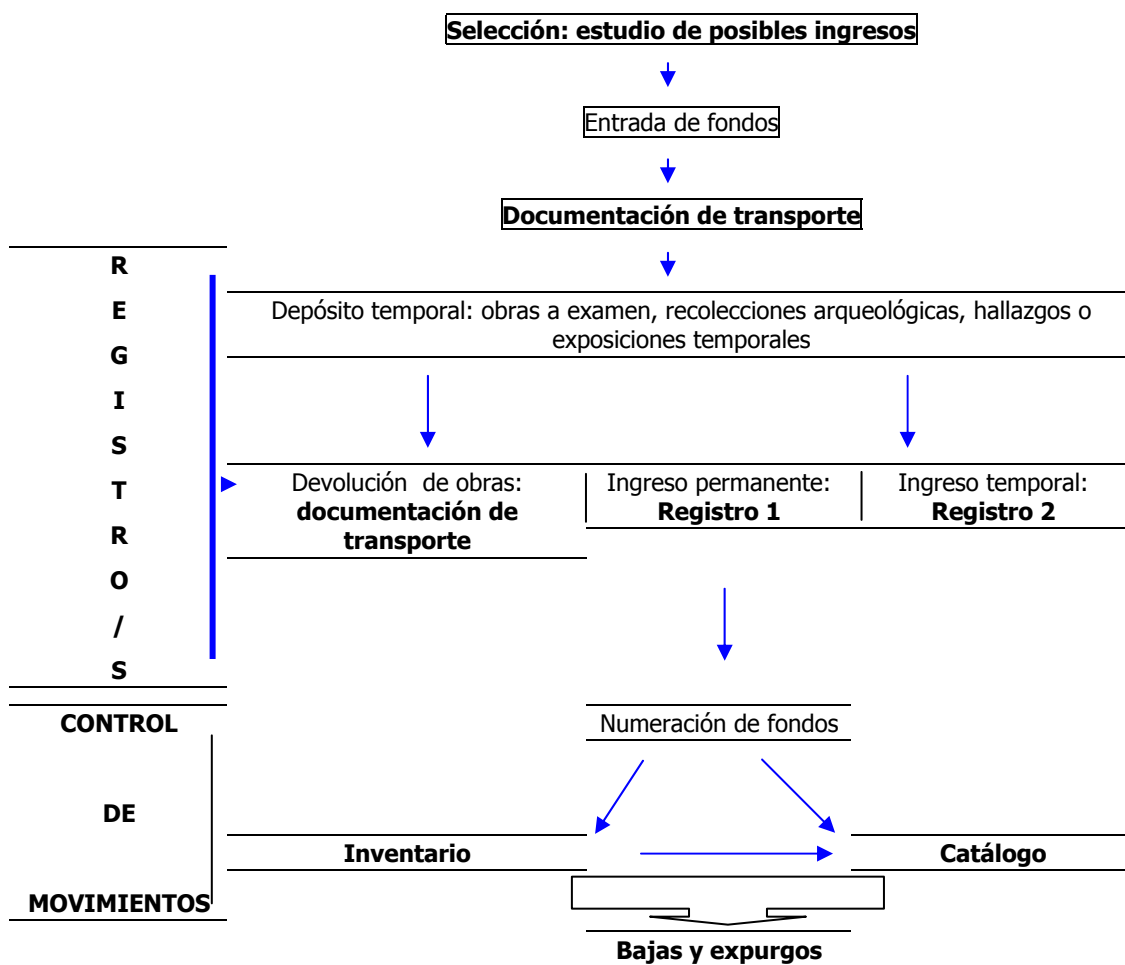 Selección: estudio de posibles ingresos
Entrada de fondos
Documentación de transporte
R
E
G
I
S
T
R
O
/
S
Depósito temporal: obras a examen, recolecciones arqueológicas, hallazgos o
exposiciones temporales
Devolución de obras:
documentación de
transporte
Ingreso permanente:
Registro 1
Ingreso temporal:
Registro 2
CONTROL
DE
MOVIMIENTOS
Numeración de fondos
Inventario
Catálogo
Bajas y expurgos